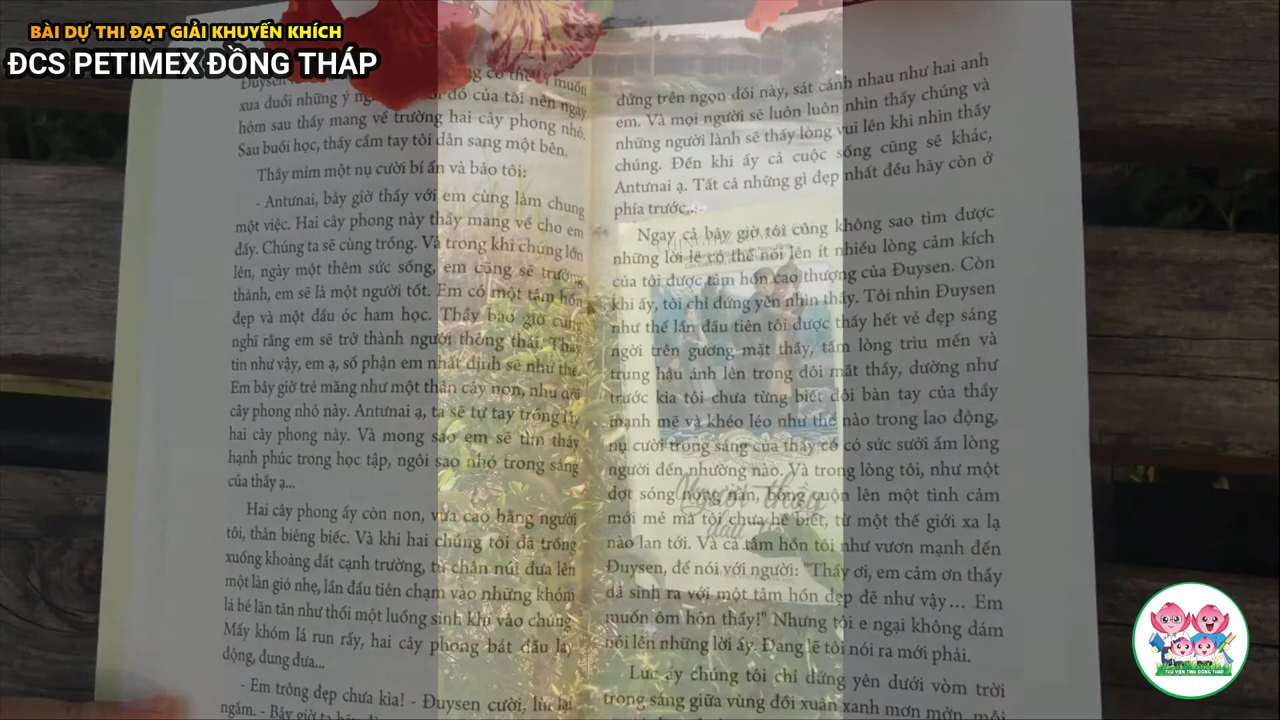 BÀI DỰ THI ĐẠT GIẢI KHUYẾN KHÍCH
ĐCS PETIMEX ĐỒNG THÁP
xua đuổi những ý của tôi nên ngay
hôm sau thầy mang về trường hai cây phong nhỏ.
Sau buổi học, thầy cầm tay tôi dẫn sang một bên.
Thầy mỉm một nụ cười bí ẩn và bảo tôi:
- Antưnai, bây giờ thầy với em cùng làm chung
một việc. Hai cây phong này thầy mang về cho em
đấy. Chúng ta sẽ cùng trồng. Và trong khi chúng lớn
lên, ngày một thêm sức sống, em cũng sẽ trưởng
thành, em sẽ là một người tốt. Em có một tâm hồn
đẹp và một đầu óc ham học. Thầy bao giờ cũng
nghĩ rằng em sẽ trở thành người thông thái. Thầy
tin như vậy, em ạ, số phận em nhất định sẽ như thế.
Em bây giờ trẻ măng như một thân cây non, như đôi
cây phong nhỏ này. Antưnai ạ, ta sẽ tự tay trồng lấy
hai cây phong này. Và mong sao em sẽ tìm thấy
hạnh phúc trong học tập, ngôi sao nhỏ trong sáng
của thầy ạ...
Hai cây phong ấy còn non, vừa cao bằng người
tôi, thân biêng biếc. Và khi hai chúng tôi đã trồng
xuống khoảng đất cạnh trường, từ chân núi đưa lên
một làn gió nhẹ, lần đầu tiên chạm vào những khóm
lá bé lăn tăn như thổi một luồng sinh khí vào chúng.
Mấy khóm lá run rẩy, hai cây phong bắt đầu lay
động, đung đưa...
- Em trông đẹp chưa kìa! - Đuysen cười, lùi lại
ngắm. - Bây giờ ta
đứng trên ngọn đồi này, sát cánh nhau như hai anh
em. Và mọi người sẽ luôn luôn nhìn thấy chúng và
những người lành sẽ thấy lòng vui lên khi nhìn thấy
chúng. Đến khi ấy cả cuộc sống cũng sẽ khác,
Antưnai ạ. Tất cả những gì đẹp nhất đều hãy còn ở
phía trước...
Ngay cả bây giờ tôi cũng không sao tìm được
những lời lẽ có thể nói lên ít nhiều lòng cảm kích
của tôi được tâm hồn cao thượng của Đuysen. Còn
khi ấy, tôi chỉ đứng yên nhìn thầy. Tôi nhìn Đuysen
như thể lần đầu tiên tôi được thấy hết vẻ đẹp sáng
ngời trên gương mặt thầy, tấm lòng trìu mến và
trung hậu ánh lên trong đôi mắt thầy, dường như
trước kia tôi chưa từng biết đôi bàn tay của thầy
mạnh mẽ và khéo léo như thế nào trong lao động,
nụ cười trong sáng của thầy có sức sưởi ấm lòng
người đến nhường nào. Và trong lòng tôi, như một
đợt sóng nóng nàn, bỗng cuộn lên một tình cảm
mới mẻ mà tôi chưa hề biết, từ một thế giới xa lạ
nào lan tới. Và cả tâm hồn tôi như vươn mạnh đến
Đuysen, để nói với người: "Thầy ơi, em cảm ơn thầy
đã sinh ra với một tâm hồn đẹp đẽ như vậy... Em
muốn ôm hôn thầy!" Nhưng tôi e ngại không dám
nói lên những lời ấy. Đáng lẽ tôi nói ra mới phải.
Lúc ấy chúng tôi chỉ đứng yên dưới vòm trời
trong sáng giữa vùng đồi xuân xanh mơn mởn, mỗi
Người thầy
đầu tiên
THƯ VIỆN TỈNH ĐỒNG THÁP